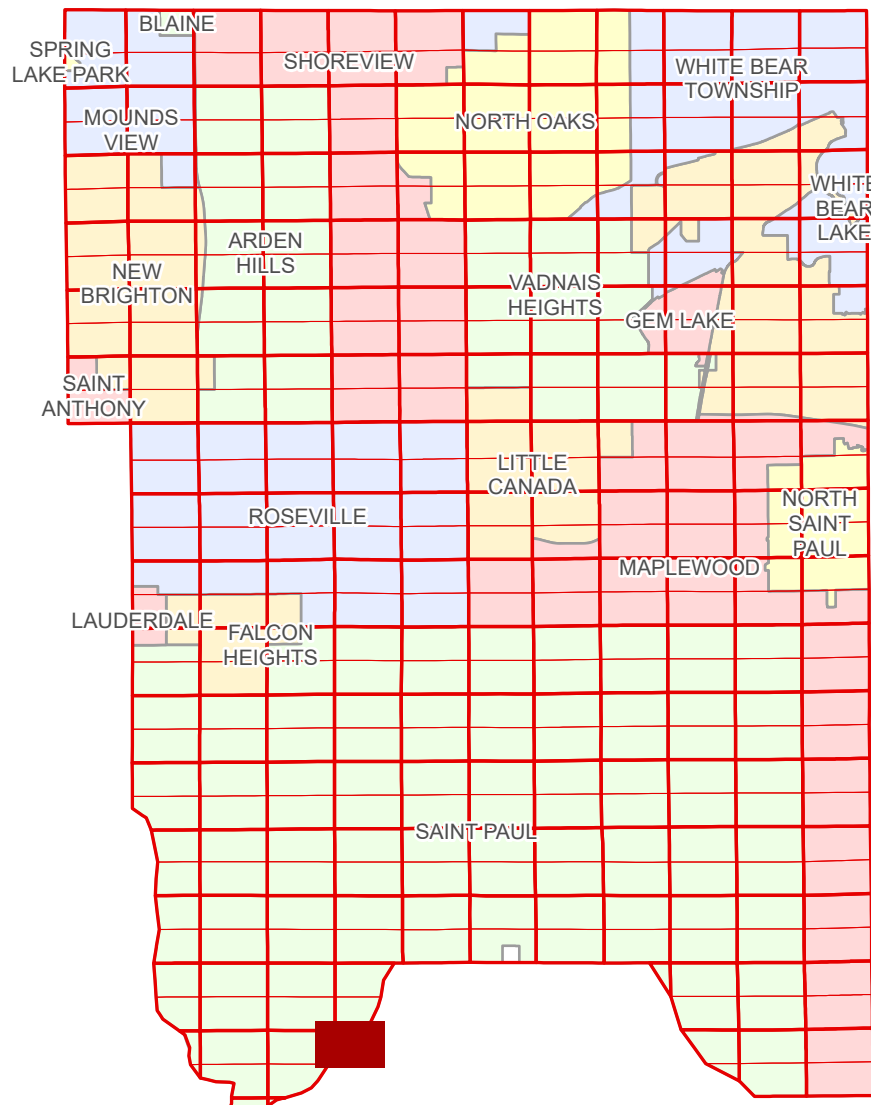 BLAINE
SPRING
LAKE PARK
SHOREVIEW
WHITE BEAR
TOWNSHIP
MOUNDS
VIEW
NORTH OAKS
WHITE
BEAR
LAKE
ARDEN
HILLS
NEW
BRIGHTON
VADNAIS
HEIGHTS
GEM LAKE
SAINT
ANTHONY
LITTLE
CANADA
NORTH
SAINT
PAUL
ROSEVILLE
MAPLEWOOD
LAUDERDALE
FALCON
HEIGHTS
SAINT PAUL